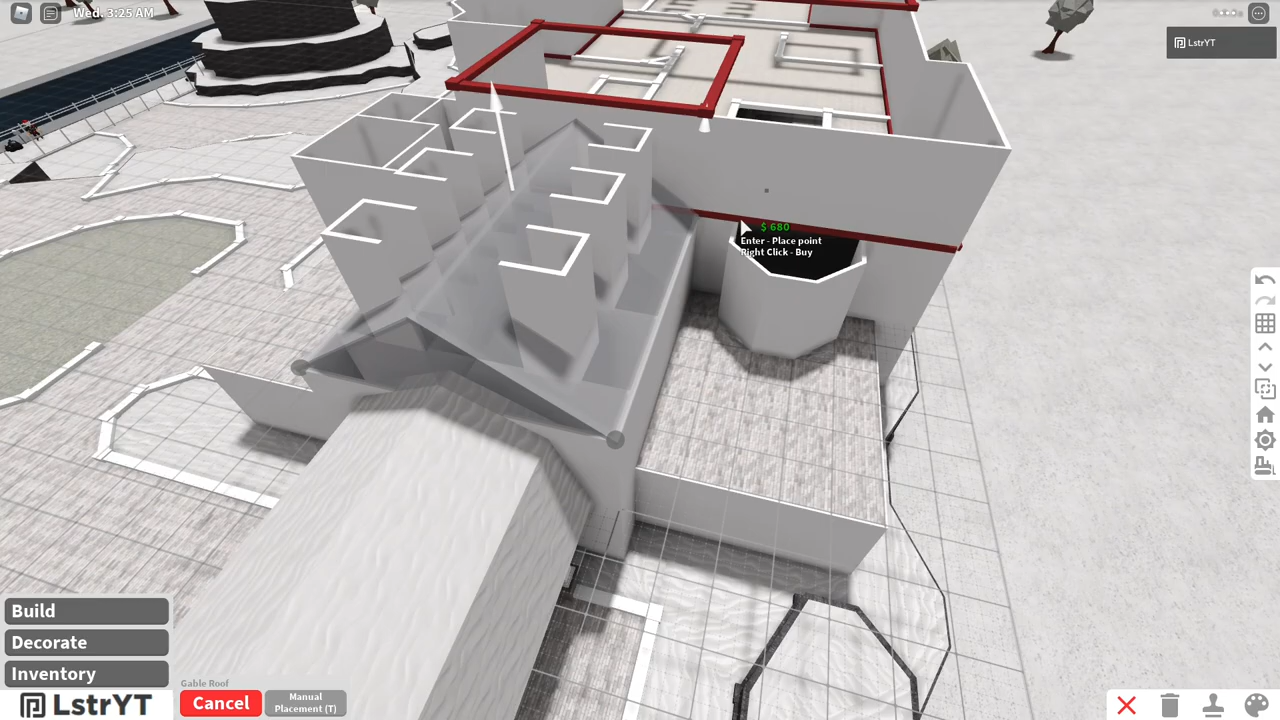 Wed. 3:25 AM
LstrYT
$ 680
Enter - Place point
Right Click - Buy
Build
Decorate
Inventory
LstrYT
Gable Roof
Cancel
Manual
Placement (T)